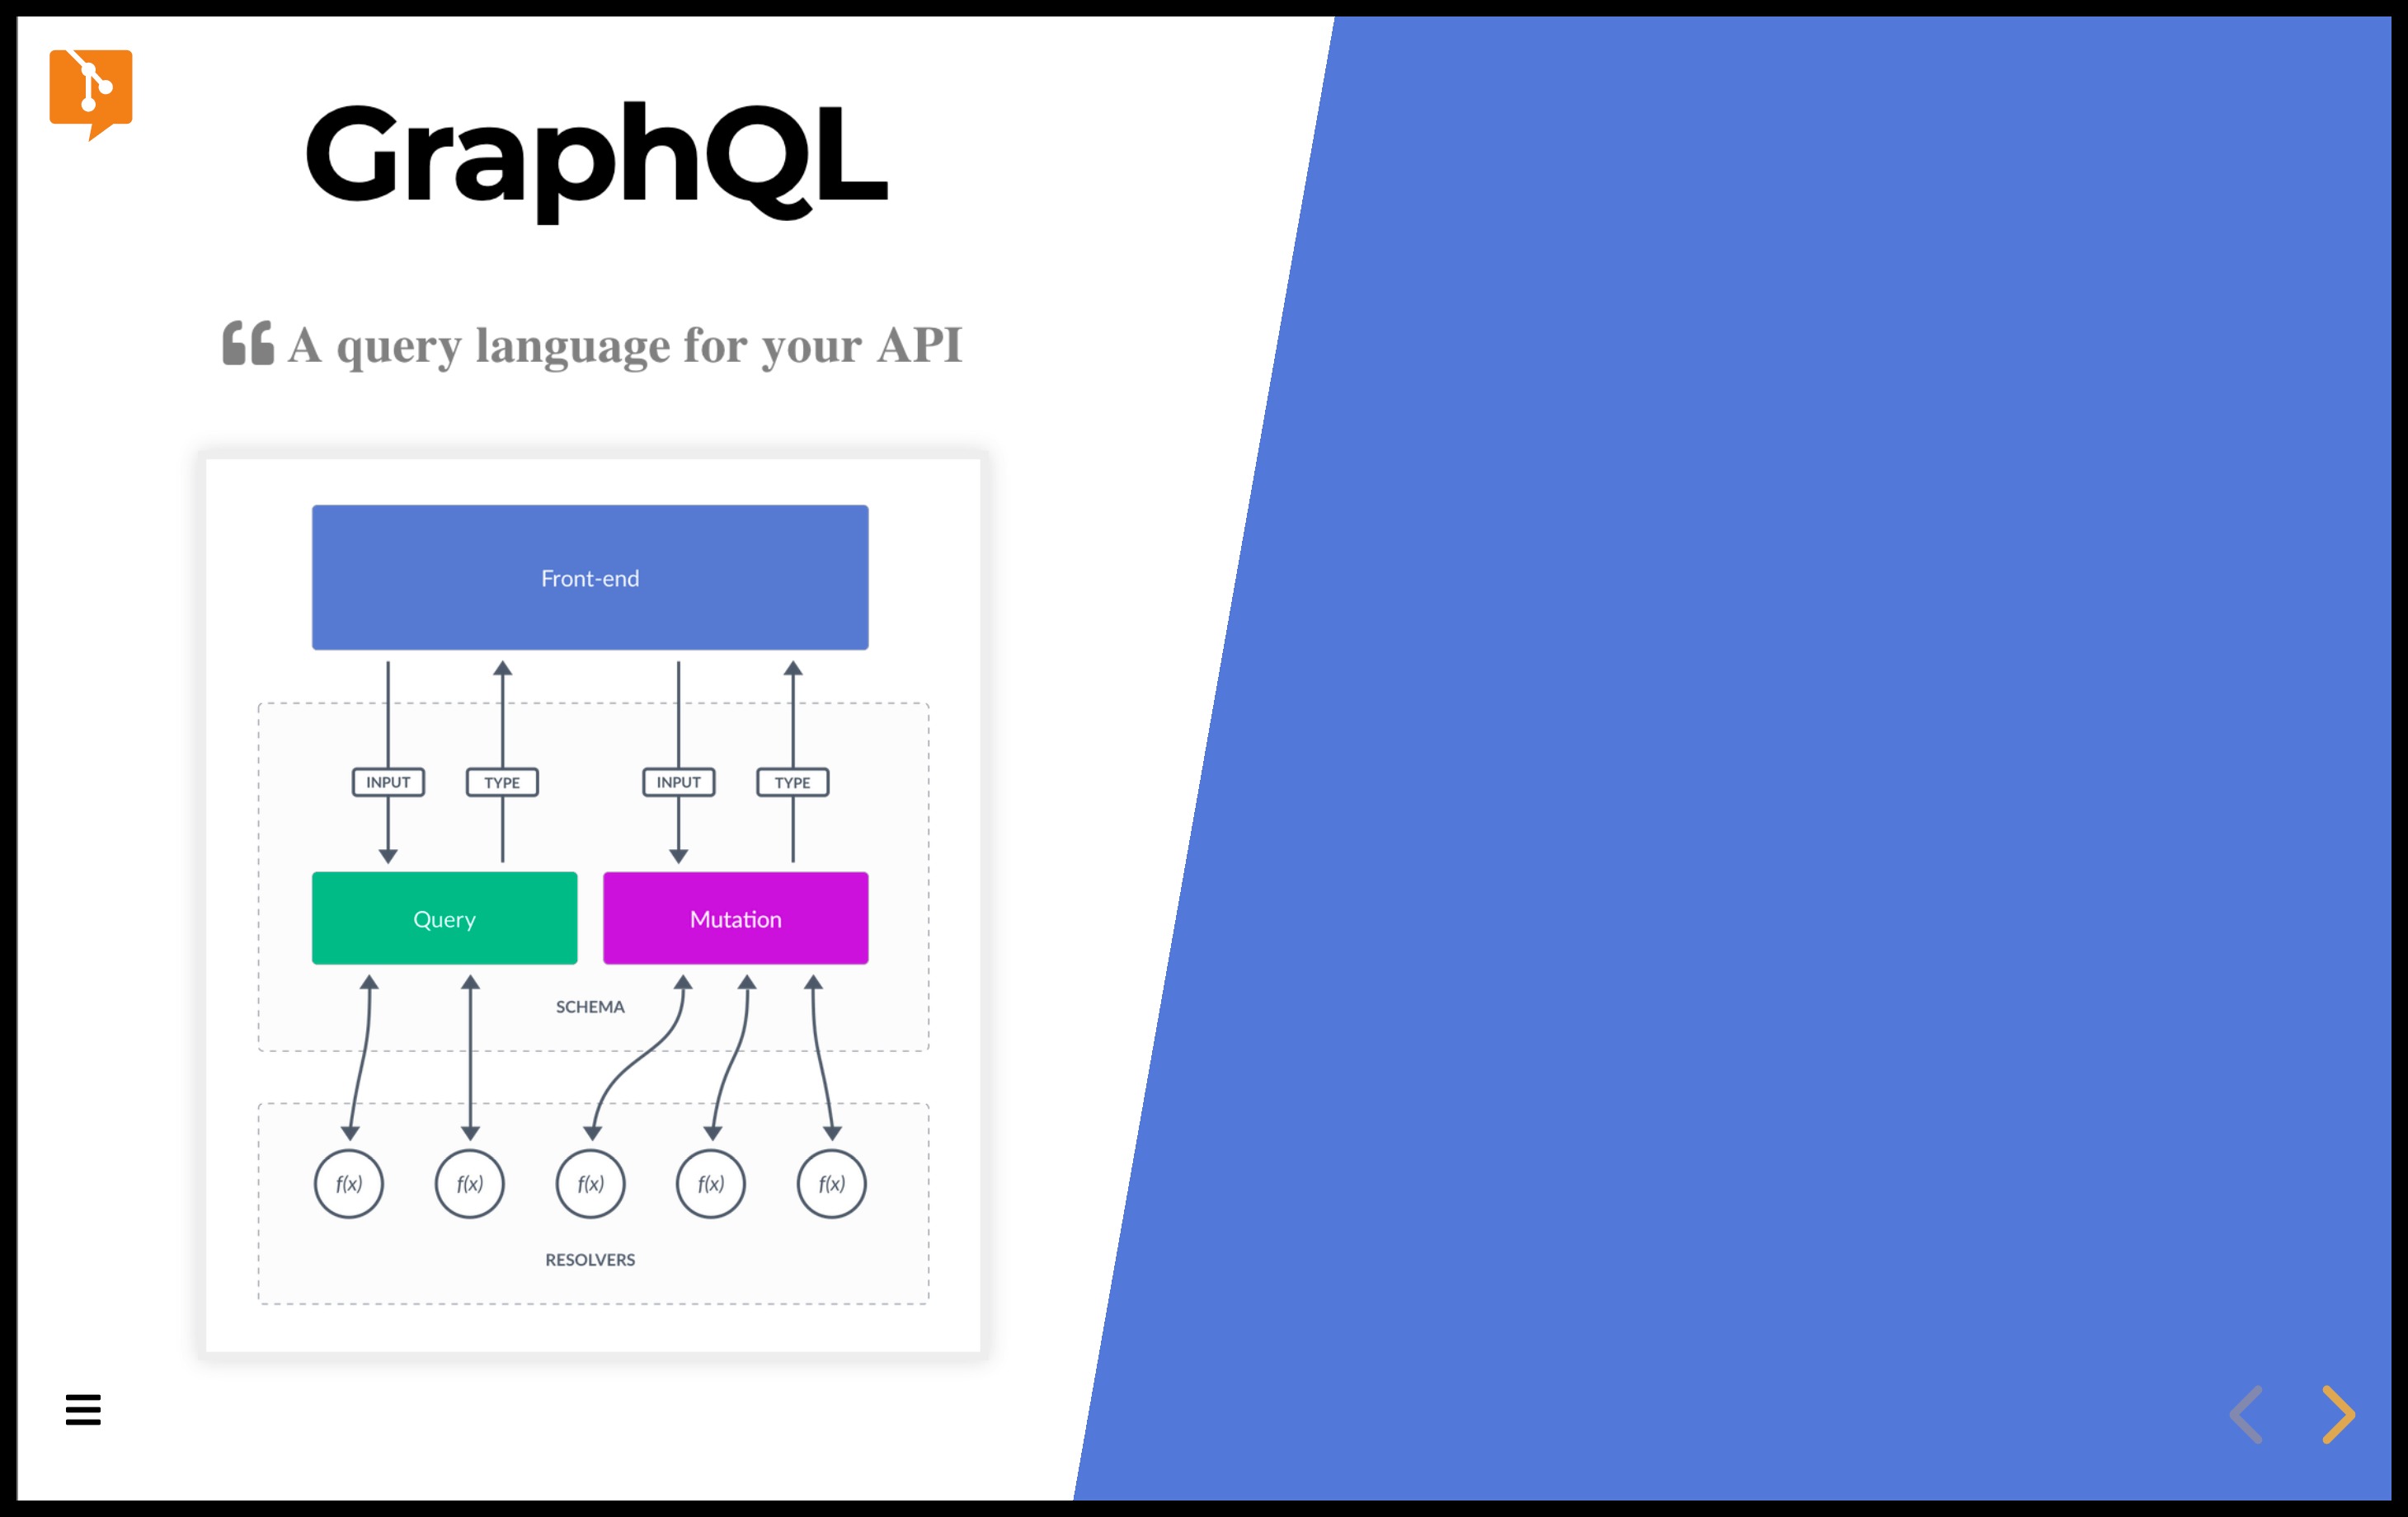 GraphQL
A query language for your API
Front-end
INPUT TYPE INPUT TYPE
Query Mutation
SCHEMA
f(x) f(x) f(x) f(x) f(x)
RESOLVERS